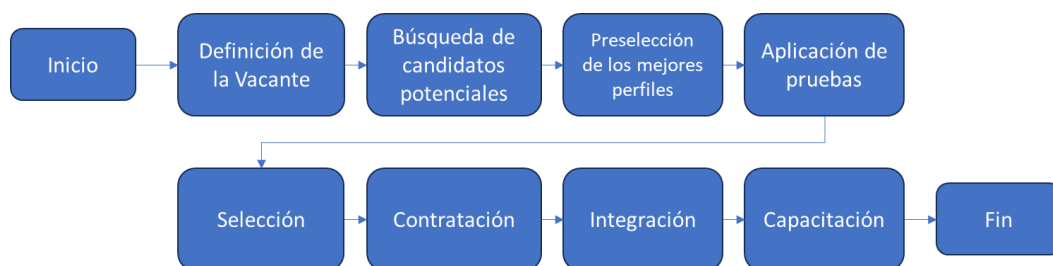 Inicio
Definición de
la Vacante
Búsqueda de
candidatos
potenciales
Preselección
de los mejores
perfiles
Aplicación de
pruebas
Selección
Contratación
Integración
Capacitación
Fin